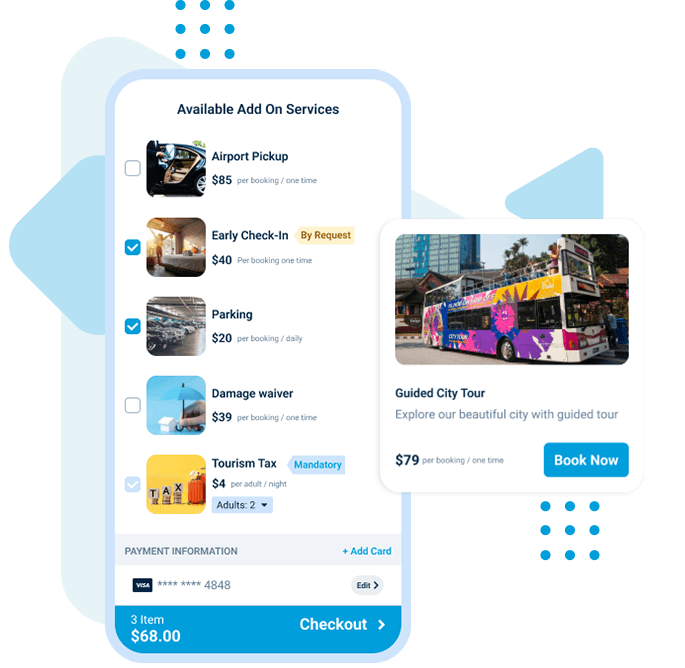 Available Add On Services
Airport Pickup
$85 per booking / one time
Early Check-In By Request
$40 Per booking one time
Parking
$20 per booking / daily
Damage waiver
$39 per booking / one time
TAX
Tourism Tax Mandatory
$4 per adult / night
Adults: 2
PAYMENT INFORMATION + Add Card
VISA **** **** 4848 Edit
3 Item
$68.00
Checkout
CITY TOUR
Guided City Tour
Explore our beautiful city with guided tour
$79 per booking / one time
Book Now